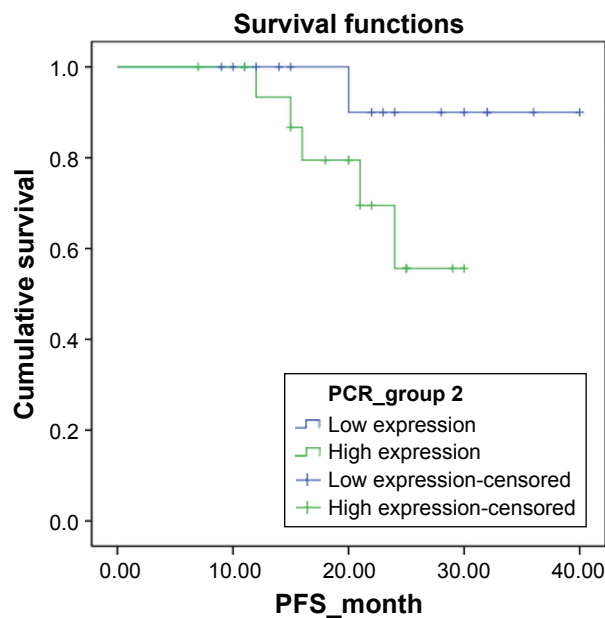 Survival functions
Cumulative survival
1.0
0.8
0.6
0.4
0.2
0.0
PCR_group 2
Low expression
High expression
Low expression-censored
High expression-censored
0.00 10.00 20.00 30.00 40.00
PFS_month